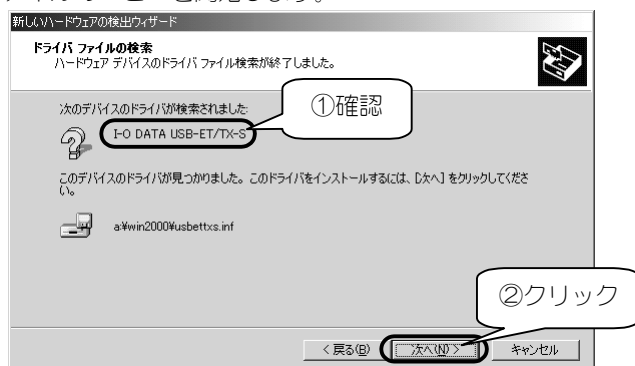 新しいハードウェアの検出ウィザード
ドライバ ファイルの検索
ハードウェア デバイスのドライバ ファイル検索が終了しました。
次のデバイスのドライバが検索されました:
①確認
I-O DATA USB-ET/TX-S
このデバイスのドライバが見つかりました。このドライバをインストールするには、[次へ] をクリックしてくださ
い。
a:¥win2000¥usbettxs.inf
②クリック
< 戻る(B)
次へ(N) >
キャンセル